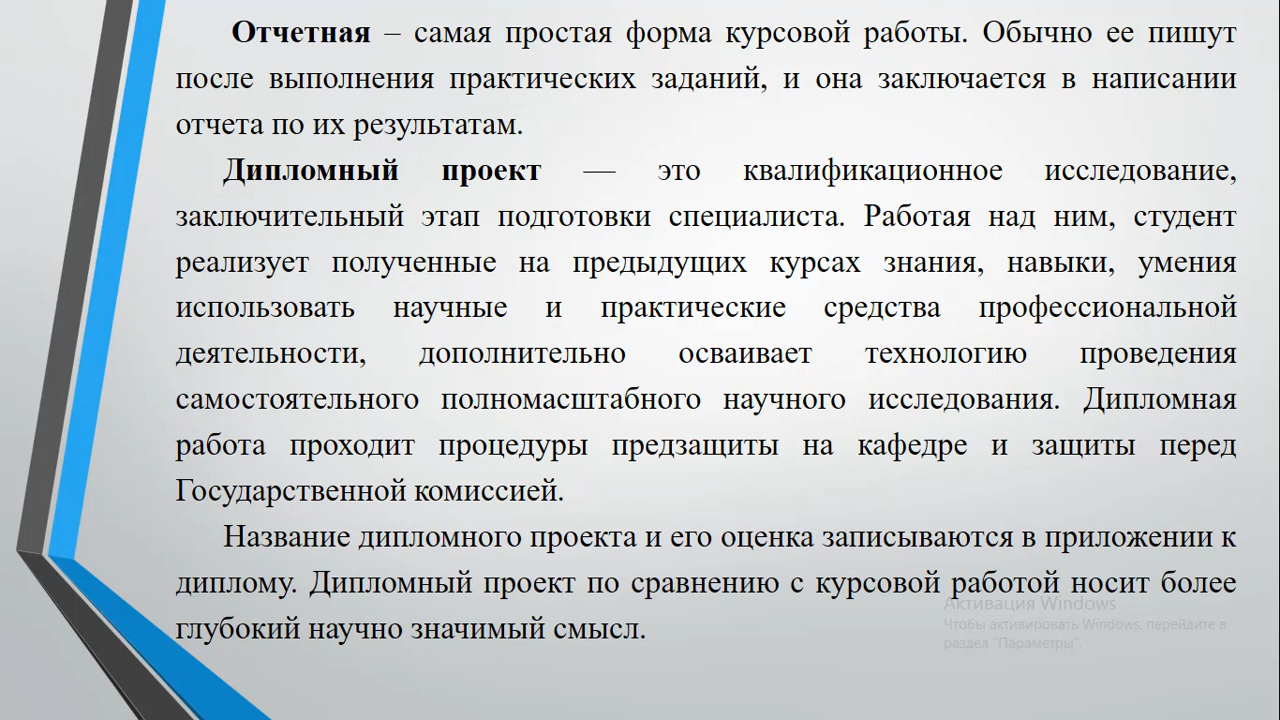 Отчетная – самая простая форма курсовой работы. Обычно ее пишут
после выполнения практических заданий, и она заключается в написании
отчета по их результатам.
Дипломный проект — это квалификационное исследование,
заключительный этап подготовки специалиста. Работая над ним, студент
реализует полученные на предыдущих курсах знания, навыки, умения
использовать научные и практические средства профессиональной
деятельности, дополнительно осваивает технологию проведения
самостоятельного полномасштабного научного исследования. Дипломная
работа проходит процедуры предзащиты на кафедре и защиты перед
Государственной комиссией.
Название дипломного проекта и его оценка записываются в приложении к
диплому. Дипломный проект по сравнению с курсовой работой носит более
глубокий научно значимый смысл.
Активация Windows
Чтобы активировать Windows, перейдите в
раздел "Параметры".